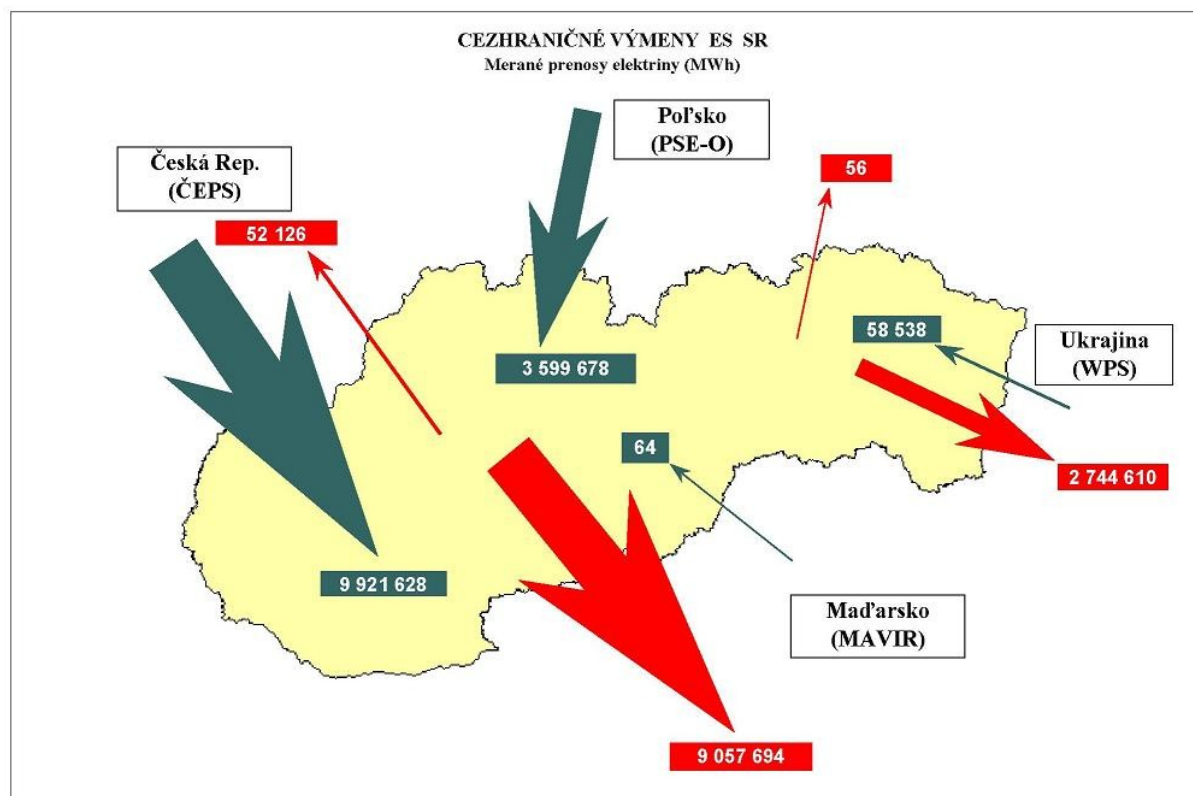 CEZHRANIČNÉ VÝMENY ES SR
Merané prenosy elektriny (MWh)
Poľsko
(PSE-O)
Česká Rep.
(ČEPS)
56
52 126
58 538
Ukrajina
(WPS)
3 599 678
64
2 744 610
9 921 628
Maďarsko
(MAVIR)
9 057 694